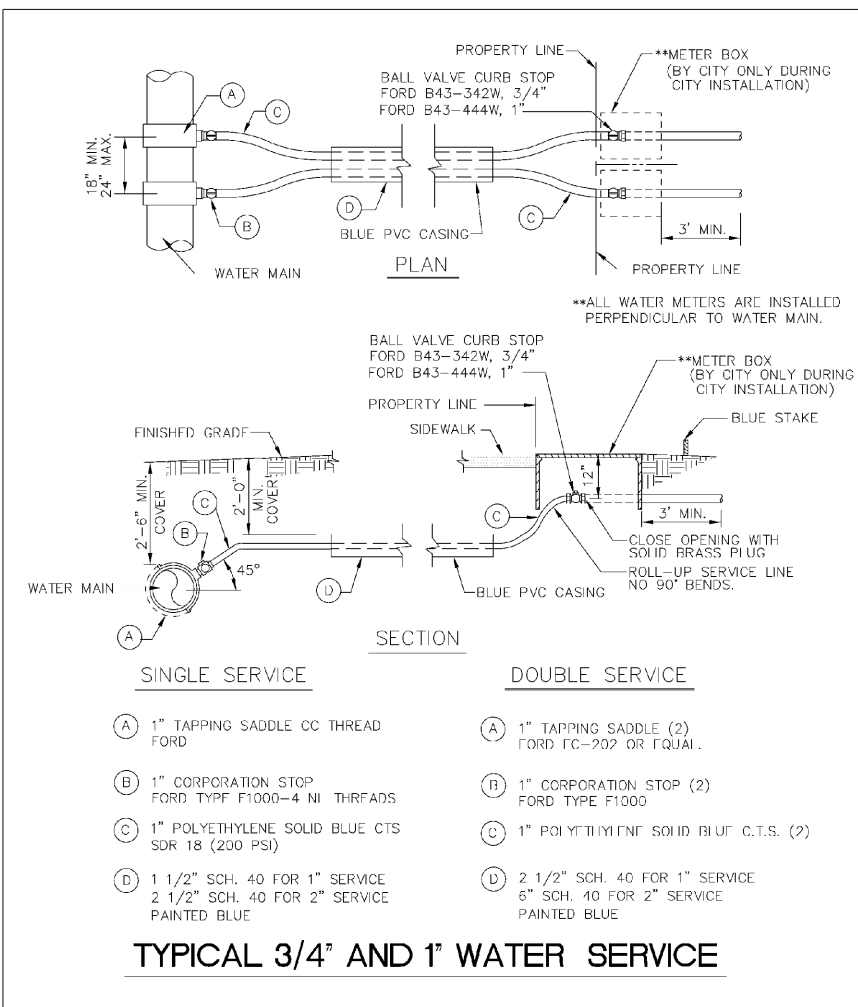 PROPERTY LINE
**METER BOX
(BY CITY ONLY DURING
CITY INSTALLATION)
BALL VALVE CURB STOP
FORD B43-342W, 3/4"
FORD B43-444W, 1"
A
C
18" MIN.
24" MAX.
B
D
C
BLUE PVC CASING
3' MIN.
WATER MAIN
PLAN
PROPERTY LINE
**ALL WATER METERS ARE INSTALLED
PERPENDICULAR TO WATER MAIN.
BALL VALVE CURB STOP
FORD B43-342W, 3/4"
FORD B43-444W, 1"
**METER BOX
(BY CITY ONLY DURING
CITY INSTALLATION)
PROPERTY LINE
BLUE STAKE
FINISHED GRADE
SIDEWALK
2'-6" MIN.
COVER
2'-0"
MIN.
COVER
12"
C
B
C
3' MIN.
CLOSE OPENING WITH
SOLID BRASS PLUG
45°
ROLL-UP SERVICE LINE
NO 90° BENDS.
WATER MAIN
D
BLUE PVC CASING
A
SECTION
SINGLE SERVICE
A 1" TAPPING SADDLE CC THREAD
FORD
B 1" CORPORATION STOP
FORD TYPE F1000-4 NL THREADS
C 1" POLYETHYLENE SOLID BLUE CTS
SDR 18 (200 PSI)
D 1 1/2" SCH. 40 FOR 1" SERVICE
2 1/2" SCH. 40 FOR 2" SERVICE
PAINTED BLUE
DOUBLE SERVICE
A 1" TAPPING SADDLE (2)
FORD FC-202 OR EQUAL.
B 1" CORPORATION STOP (2)
FORD TYPE F1000
C 1" POLYETHYLENE SOLID BLUE C.T.S. (2)
D 2 1/2" SCH. 40 FOR 1" SERVICE
6" SCH. 40 FOR 2" SERVICE
PAINTED BLUE
TYPICAL 3/4" AND 1" WATER SERVICE